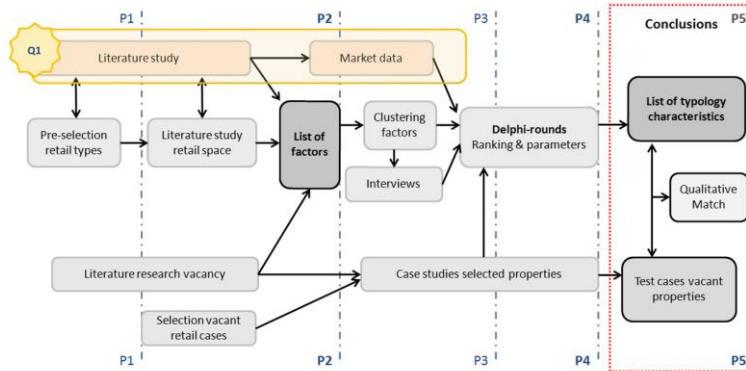 P1
P2
P3
P4
Conclusions
P5
Q1
Literature study
Market data
Pre-selection
retail types
Literature study
retail space
List of
factors
Clustering
factors
Interviews
Delphi-rounds
Ranking & parameters
List of typology
characteristics
Qualitative
Match
Literature research vacancy
Case studies selected properties
Test cases vacant
properties
Selection vacant
retail cases
P1
P2
P3
P4
P5